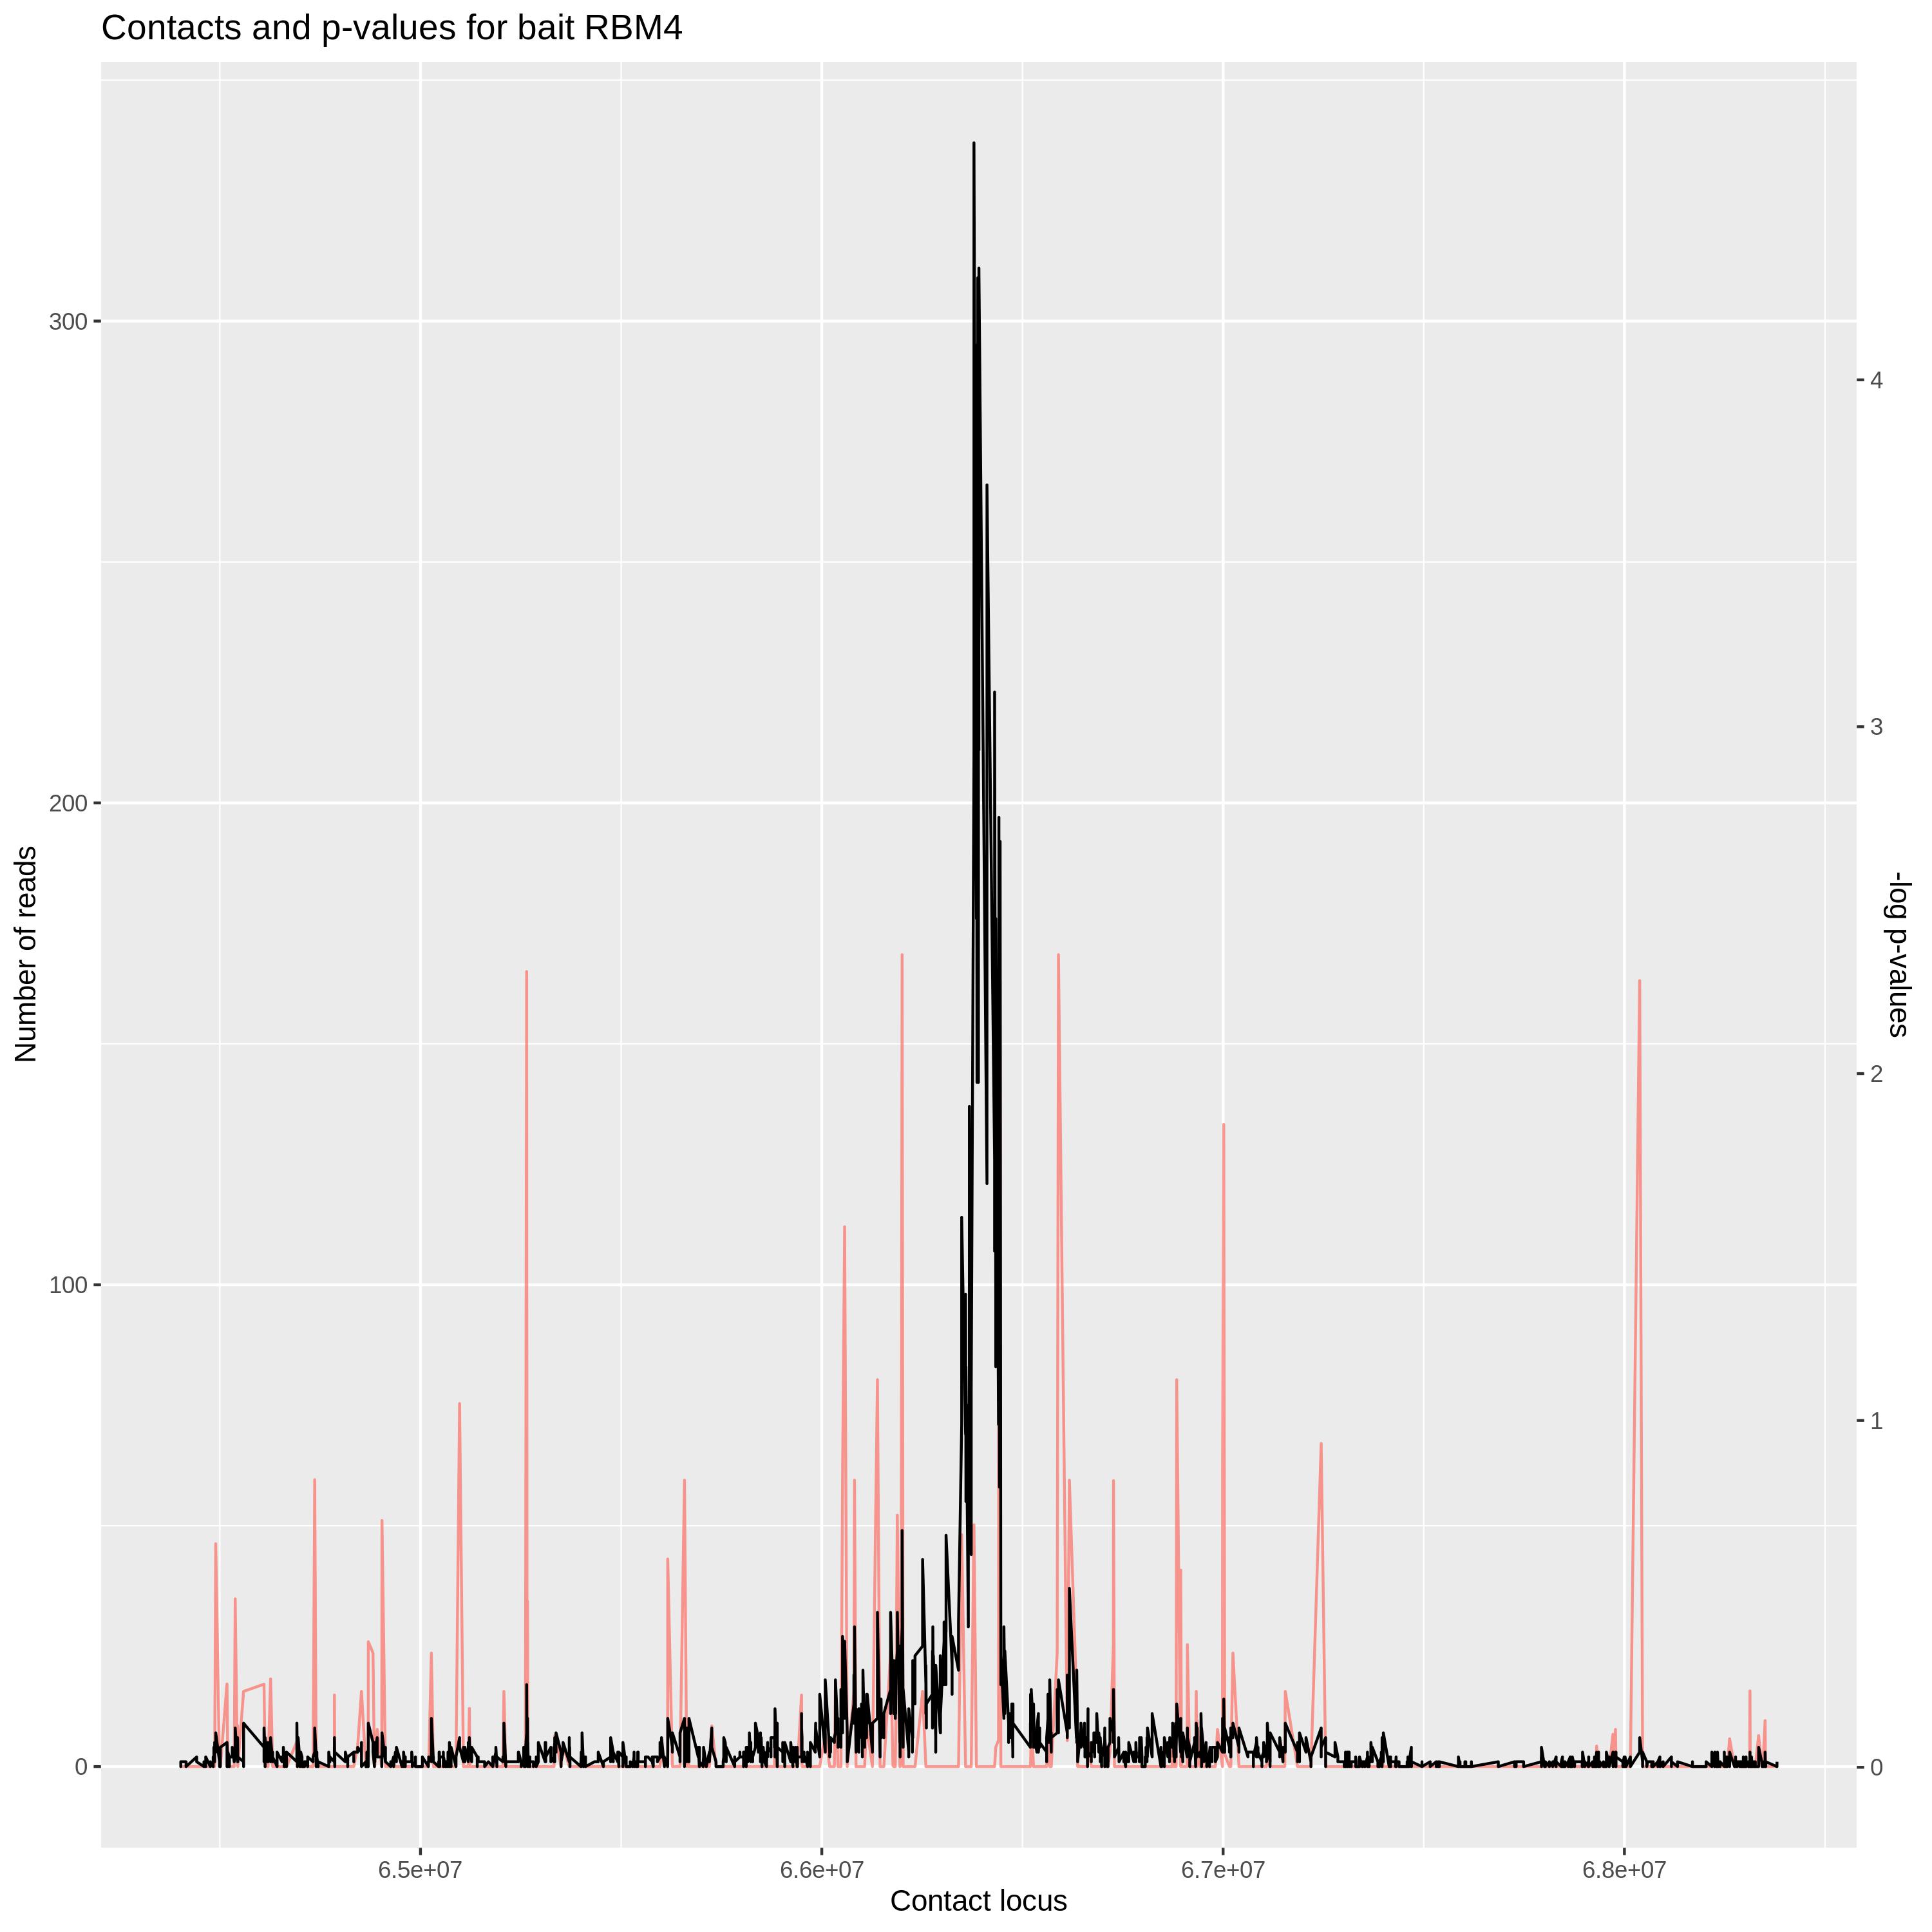 Contacts and p-values for bait RBM4
300
200
100
0
Number of reads
4
3
2
1
0
-log p-values
6.5e+07
6.6e+07
6.7e+07
6.8e+07
Contact locus